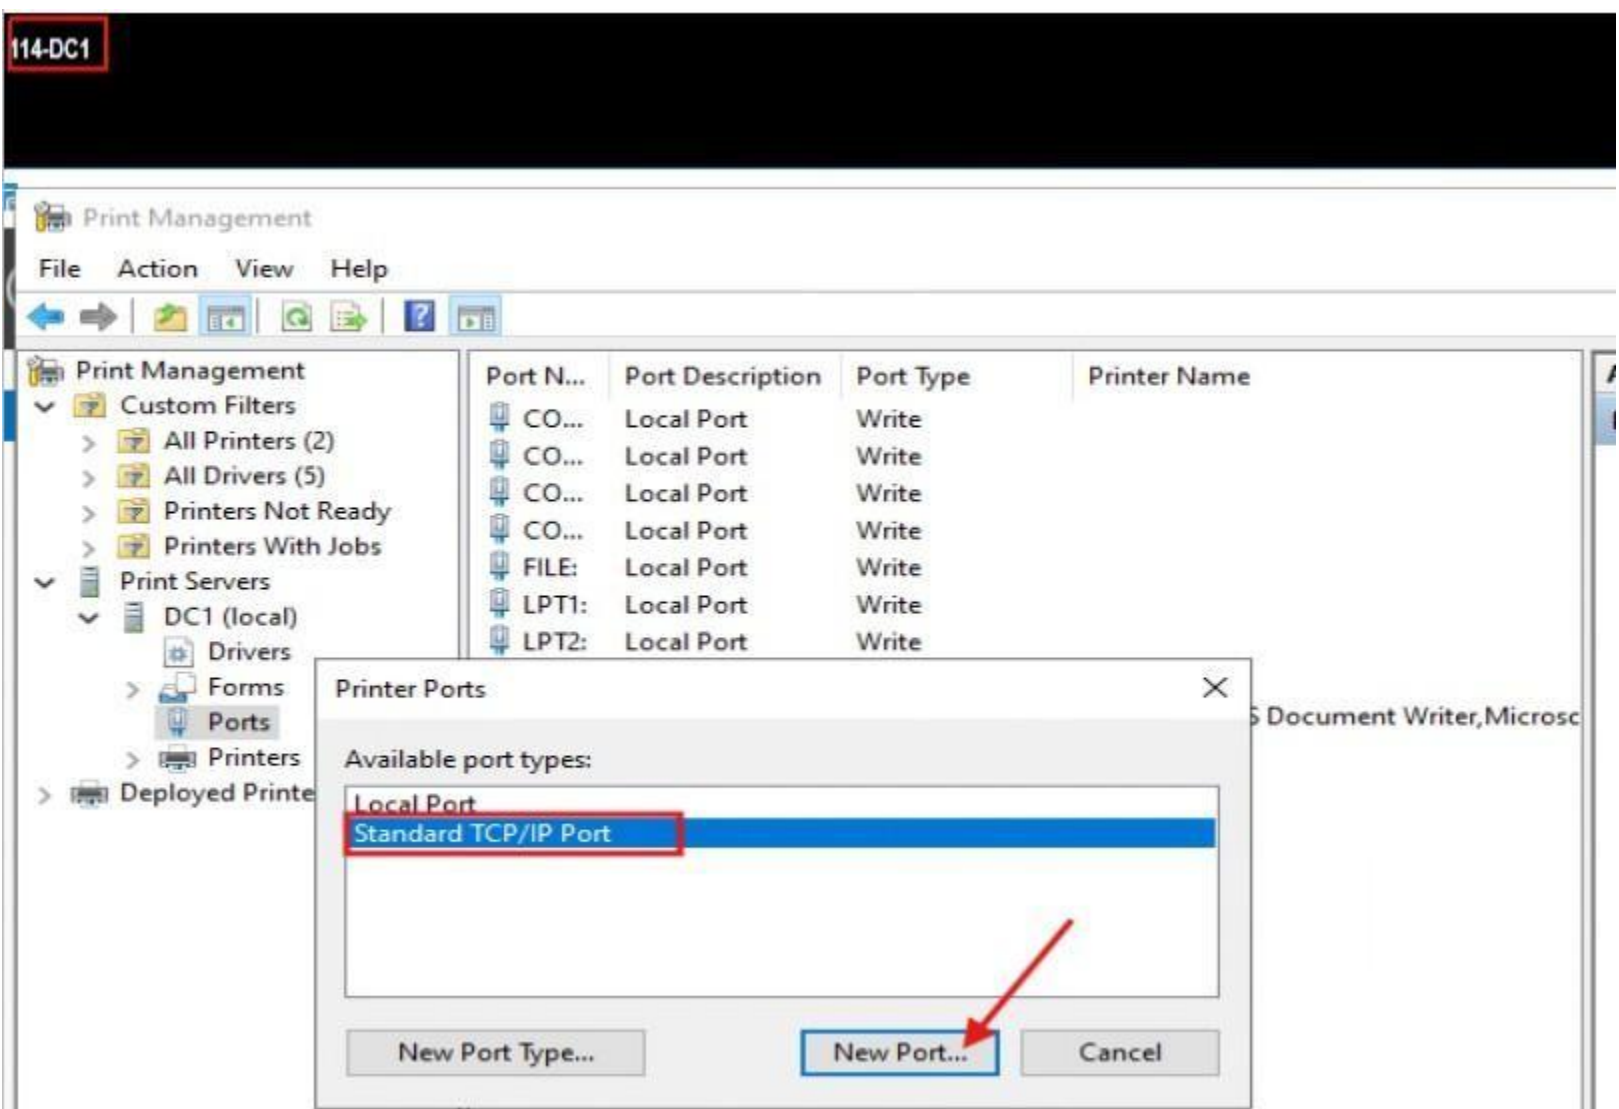 114-DC1
Print Management
File Action View Help
Print Management
Custom Filters
All Printers (2)
All Drivers (5)
Printers Not Ready
Printers With Jobs
Print Servers
DC1 (local)
Drivers
Forms
Ports
Printers
Deployed Printe
Port N... Port Description Port Type Printer Name
CO... Local Port Write
CO... Local Port Write
CO... Local Port Write
CO... Local Port Write
FILE: Local Port Write
LPT1: Local Port Write
LPT2: Local Port Write
S Document Writer,Microsc
Printer Ports
Available port types:
Local Port
Standard TCP/IP Port
New Port Type... New Port... Cancel